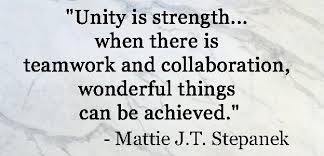 "Unity is strength...
when there is
teamwork and collaboration,
wonderful things
can be achieved."
- Mattie J.T. Stepanek